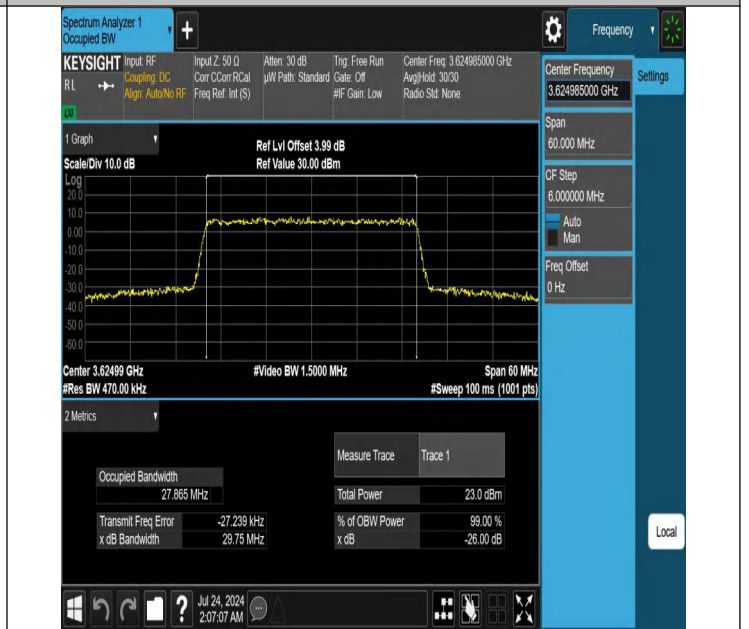 Spectrum Analyzer 1
Occupied BW
+
Frequency
KEYSIGHT
RL
LXI
Input: RF
Coupling: DC
Align: Auto/No RF
Input Z: 50 Ω
Corr CCorr RCal
Freq Ref: Int (S)
Atten: 30 dB
µW Path: Standard
Trig: Free Run
Gate: Off
#IF Gain: Low
Center Freq: 3.624985000 GHz
Avg|Hold: 30/30
Radio Std: None
Center Frequency
3.624985000 GHz
Settings
Span
60.000 MHz
CF Step
6.000000 MHz
Auto
Man
Freq Offset
0 Hz
Local
1 Graph
Scale/Div 10.0 dB
Ref Lvl Offset 3.99 dB
Ref Value 30.00 dBm
Log
20.0
10.0
0.00
-10.0
-20.0
-30.0
-40.0
-50.0
-60.0
Center 3.62499 GHz
#Video BW 1.5000 MHz
Span 60 MHz
#Res BW 470.00 kHz
#Sweep 100 ms (1001 pts)
2 Metrics
Measure Trace Trace 1
Occupied Bandwidth
27.865 MHz
Total Power 23.0 dBm
Transmit Freq Error -27.239 kHz
% of OBW Power 99.00 %
x dB Bandwidth 29.75 MHz
x dB -26.00 dB
?
Jul 24, 2024
2:07:07 AM